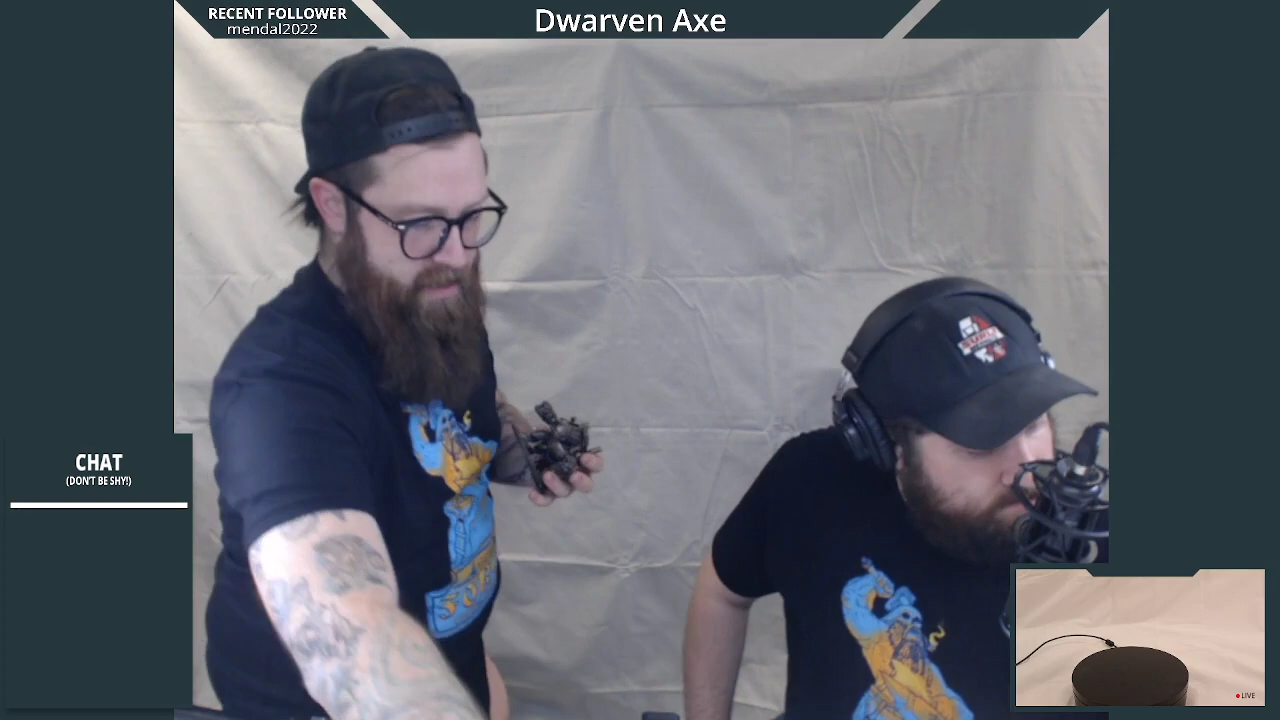 RECENT FOLLOWER
mendal2022
Dwarven Axe
CHAT
(DON'T BE SHY!)
LIVE